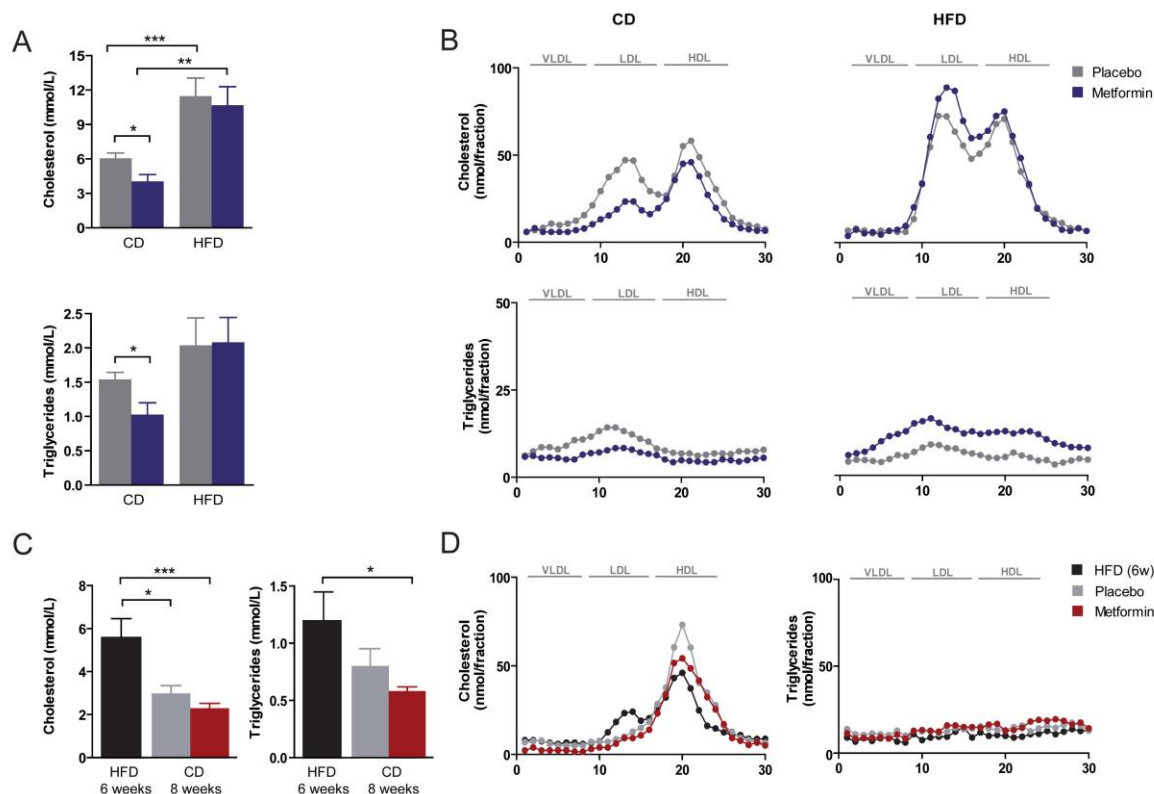 A
Cholesterol (mmol/L)
15
12
9
6
3
0
***
**
*
CD HFD
Triglycerides (mmol/L)
2.5
2.0
1.5
1.0
0.5
0.0
*
CD HFD
B
CD HFD
Placebo
Metformin
Cholesterol
(nmol/fraction)
100
50
0
VLDL LDL HDL
0 10 20 30
VLDL LDL HDL
100
50
0
0 10 20 30
Triglycerides
(nmol/fraction)
50
25
0
VLDL LDL HDL
0 10 20 30
VLDL LDL HDL
50
25
0
0 10 20 30
C
Cholesterol (mmol/L)
8
6
4
2
0
***
*
HFD CD
6 weeks 8 weeks
Triglycerides (mmol/L)
1.5
1.0
0.5
0.0
*
HFD CD
6 weeks 8 weeks
D
Cholesterol
(nmol/fraction)
100
50
0
VLDL LDL HDL
0 10 20 30
Triglycerides
(nmol/fraction)
100
50
0
VLDL LDL HDL
0 10 20 30
HFD (6w)
Placebo
Metformin